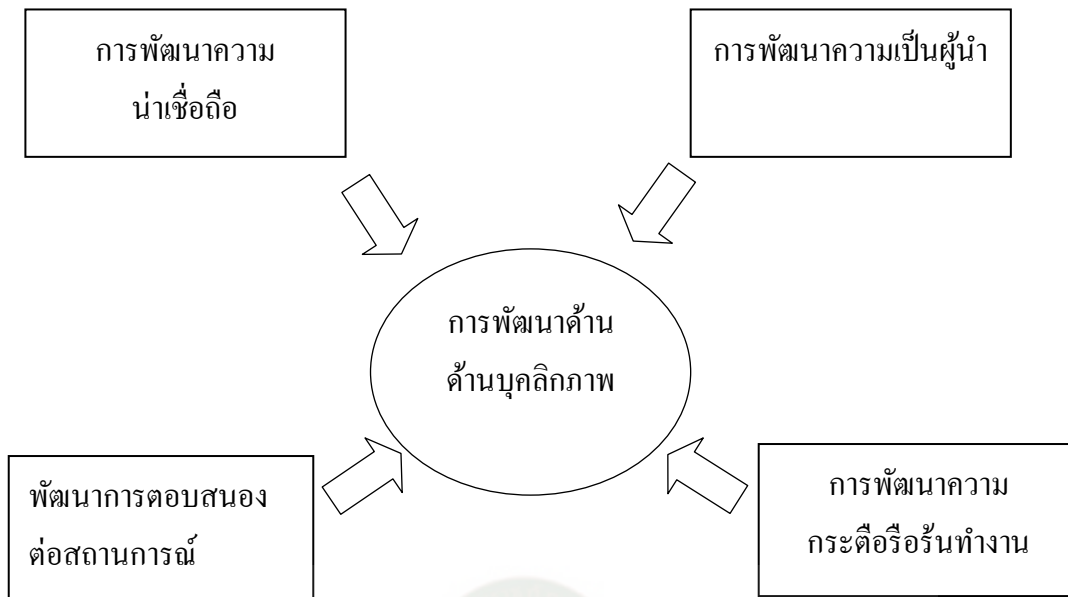 การพัฒนาความ
น่าเชื่อถือ
การพัฒนาความเป็นผู้นำ
การพัฒนาด้าน
ด้านบุคลิกภาพ
พัฒนาการตอบสนอง
ต่อสถานการณ์
การพัฒนาความ
กระตือรือร้นทำงาน